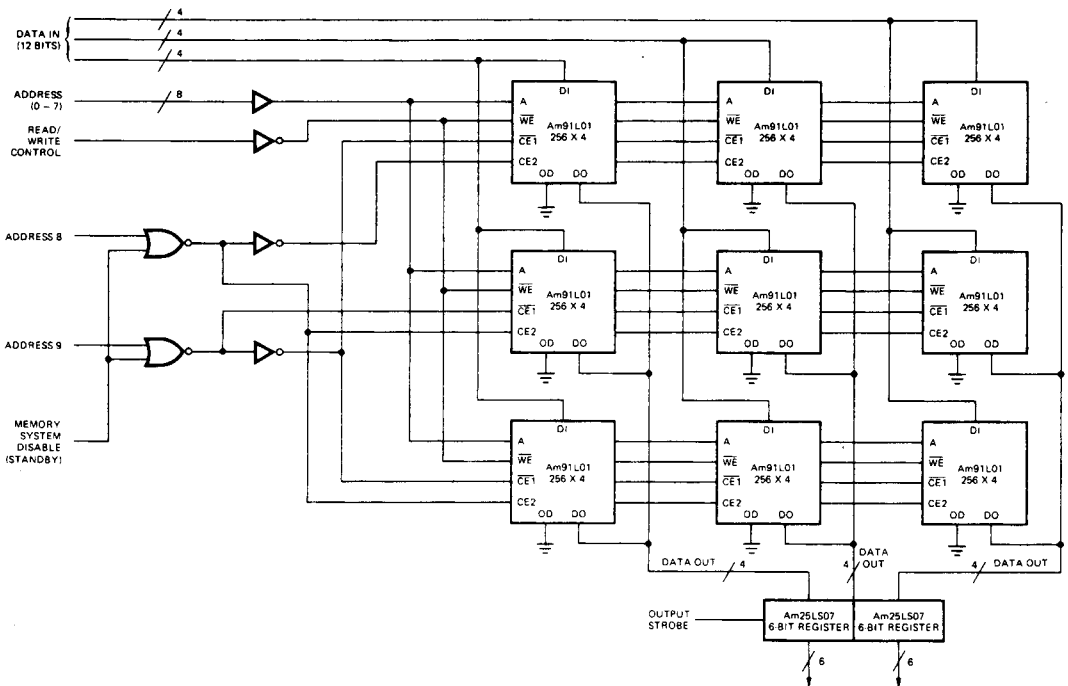 DATA IN
(12 BITS)
4
4
4
ADDRESS
(0 – 7)
8
READ/
WRITE
CONTROL
ADDRESS 8
ADDRESS 9
MEMORY
SYSTEM
DISABLE
(STANDBY)
DI
A
WE
CE1
CE2
Am91L01
256 X 4
OD DO
DI
A
WE
CE1
CE2
Am91L01
256 X 4
OD DO
DI
A
WE
CE1
CE2
Am91L01
256 X 4
OD DO
DI
A
WE
CE1
CE2
Am91L01
256 X 4
OD DO
DI
A
WE
CE1
CE2
Am91L01
256 X 4
OD DO
DI
A
WE
CE1
CE2
Am91L01
256 X 4
OD DO
DI
A
WE
CE1
CE2
Am91L01
256 X 4
OD DO
DI
A
WE
CE1
CE2
Am91L01
256 X 4
OD DO
DI
A
WE
CE1
CE2
Am91L01
256 X 4
OD DO
DATA OUT 4
4 DATA
OUT
4 DATA OUT
OUTPUT
STROBE
Am25LS07
6-BIT REGISTER
Am25LS07
6-BIT REGISTER
6
6